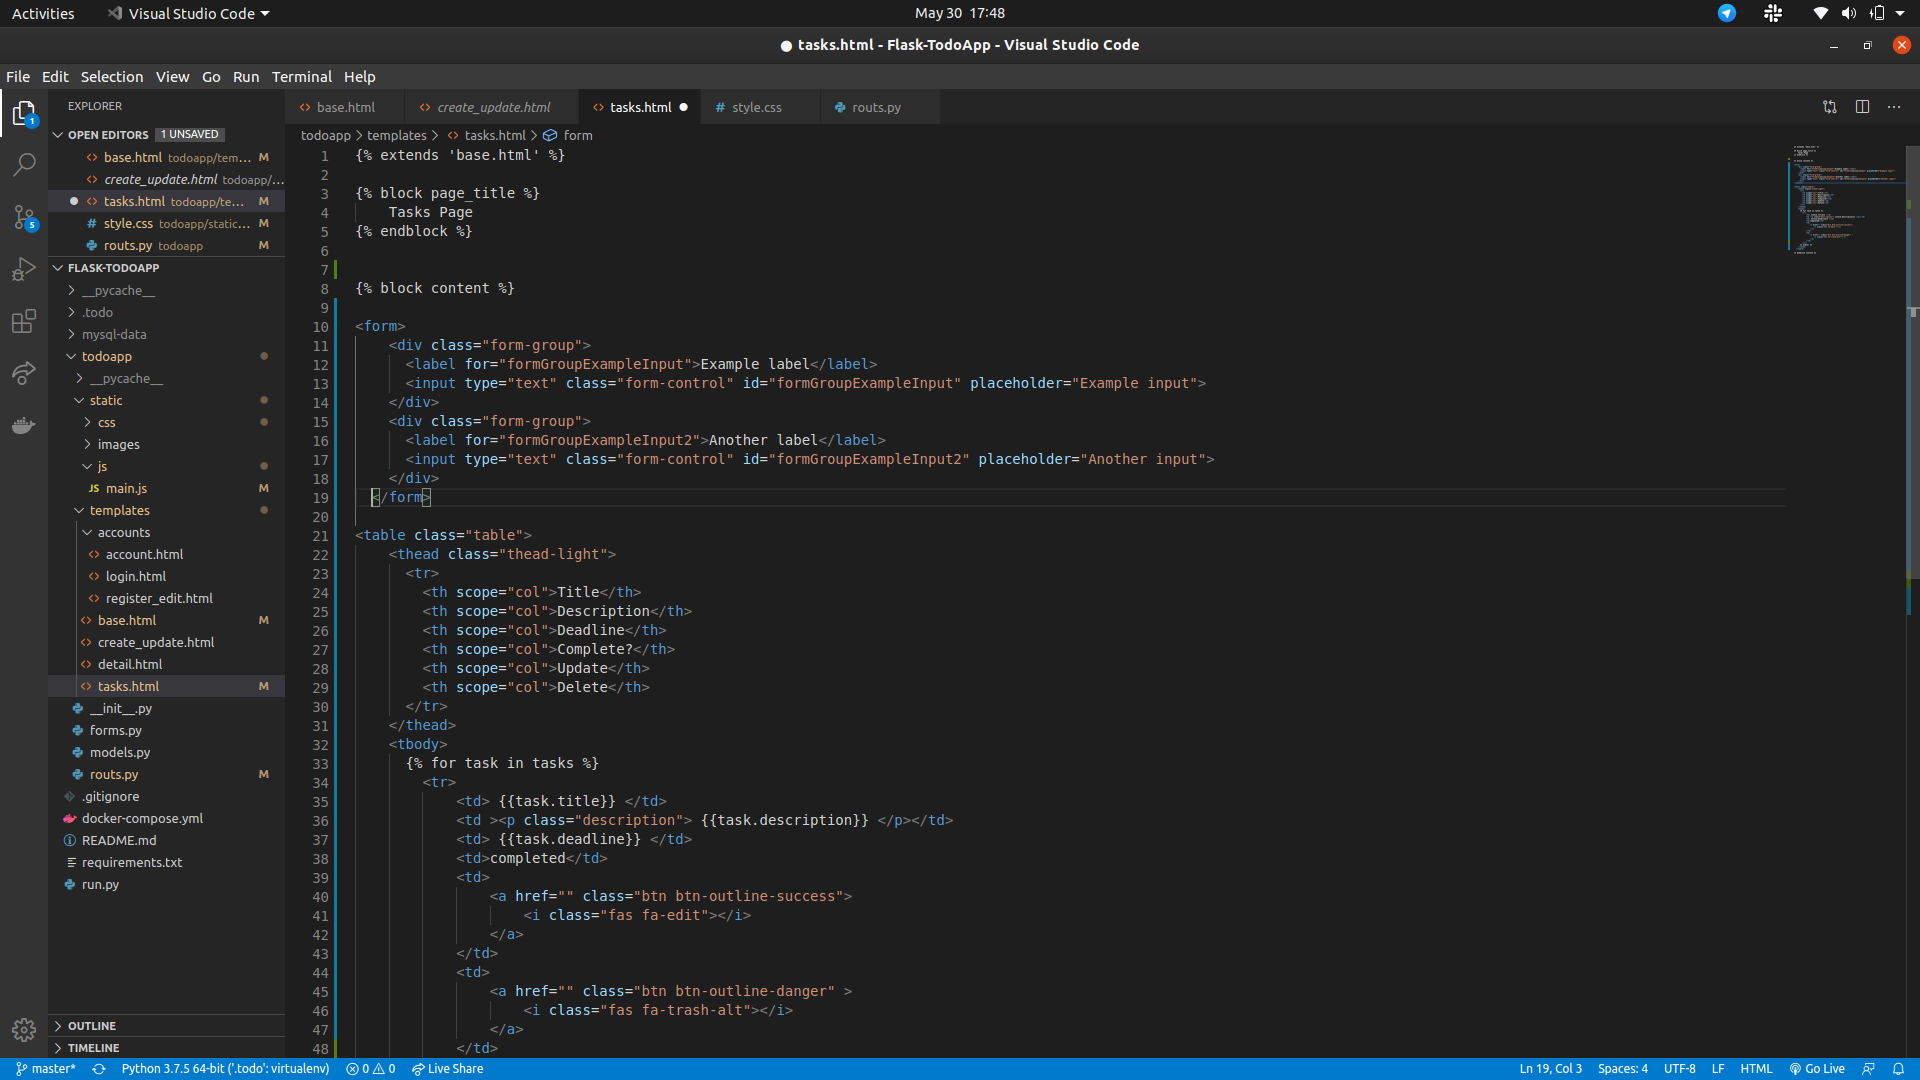 Activities
Visual Studio Code
May 30 17:48
tasks.html - Flask-TodoApp - Visual Studio Code
File Edit Selection View Go Run Terminal Help
EXPLORER
OPEN EDITORS 1 UNSAVED
base.html todoapp/tem... M
create_update.html todoapp/...
tasks.html todoapp/te... M
style.css todoapp/static... M
routs.py todoapp M
FLASK-TODOAPP
__pycache__
.todo
mysql-data
todoapp
__pycache__
static
css
images
js
main.js M
templates
accounts
account.html
login.html
register_edit.html
base.html M
create_update.html
detail.html
tasks.html M
__init__.py
forms.py
models.py
routs.py M
.gitignore
docker-compose.yml
README.md
requirements.txt
run.py
OUTLINE
TIMELINE
1
5
base.html
create_update.html
tasks.html
style.css
routs.py
todoapp > templates > tasks.html > form
1 {% extends 'base.html' %}
2
3 {% block page_title %}
4 Tasks Page
5 {% endblock %}
6
7
8 {% block content %}
9
10 <form>
11 <div class="form-group">
12 <label for="formGroupExampleInput">Example label</label>
13 <input type="text" class="form-control" id="formGroupExampleInput" placeholder="Example input">
14 </div>
15 <div class="form-group">
16 <label for="formGroupExampleInput2">Another label</label>
17 <input type="text" class="form-control" id="formGroupExampleInput2" placeholder="Another input">
18 </div>
19 </form>
20
21 <table class="table">
22 <thead class="thead-light">
23 <tr>
24 <th scope="col">Title</th>
25 <th scope="col">Description</th>
26 <th scope="col">Deadline</th>
27 <th scope="col">Complete?</th>
28 <th scope="col">Update</th>
29 <th scope="col">Delete</th>
30 </tr>
31 </thead>
32 <tbody>
33 {% for task in tasks %}
34 <tr>
35 <td> {{task.title}} </td>
36 <td ><p class="description"> {{task.description}} </p></td>
37 <td> {{task.deadline}} </td>
38 <td>completed</td>
39 <td>
40 <a href="" class="btn btn-outline-success">
41 <i class="fas fa-edit"></i>
42 </a>
43 </td>
44 <td>
45 <a href="" class="btn btn-outline-danger" >
46 <i class="fas fa-trash-alt"></i>
47 </a>
48 </td>
master* Python 3.7.5 64-bit ('.todo': virtualenv) 0 0 Live Share
Ln 19, Col 3 Spaces: 4 UTF-8 LF HTML Go Live